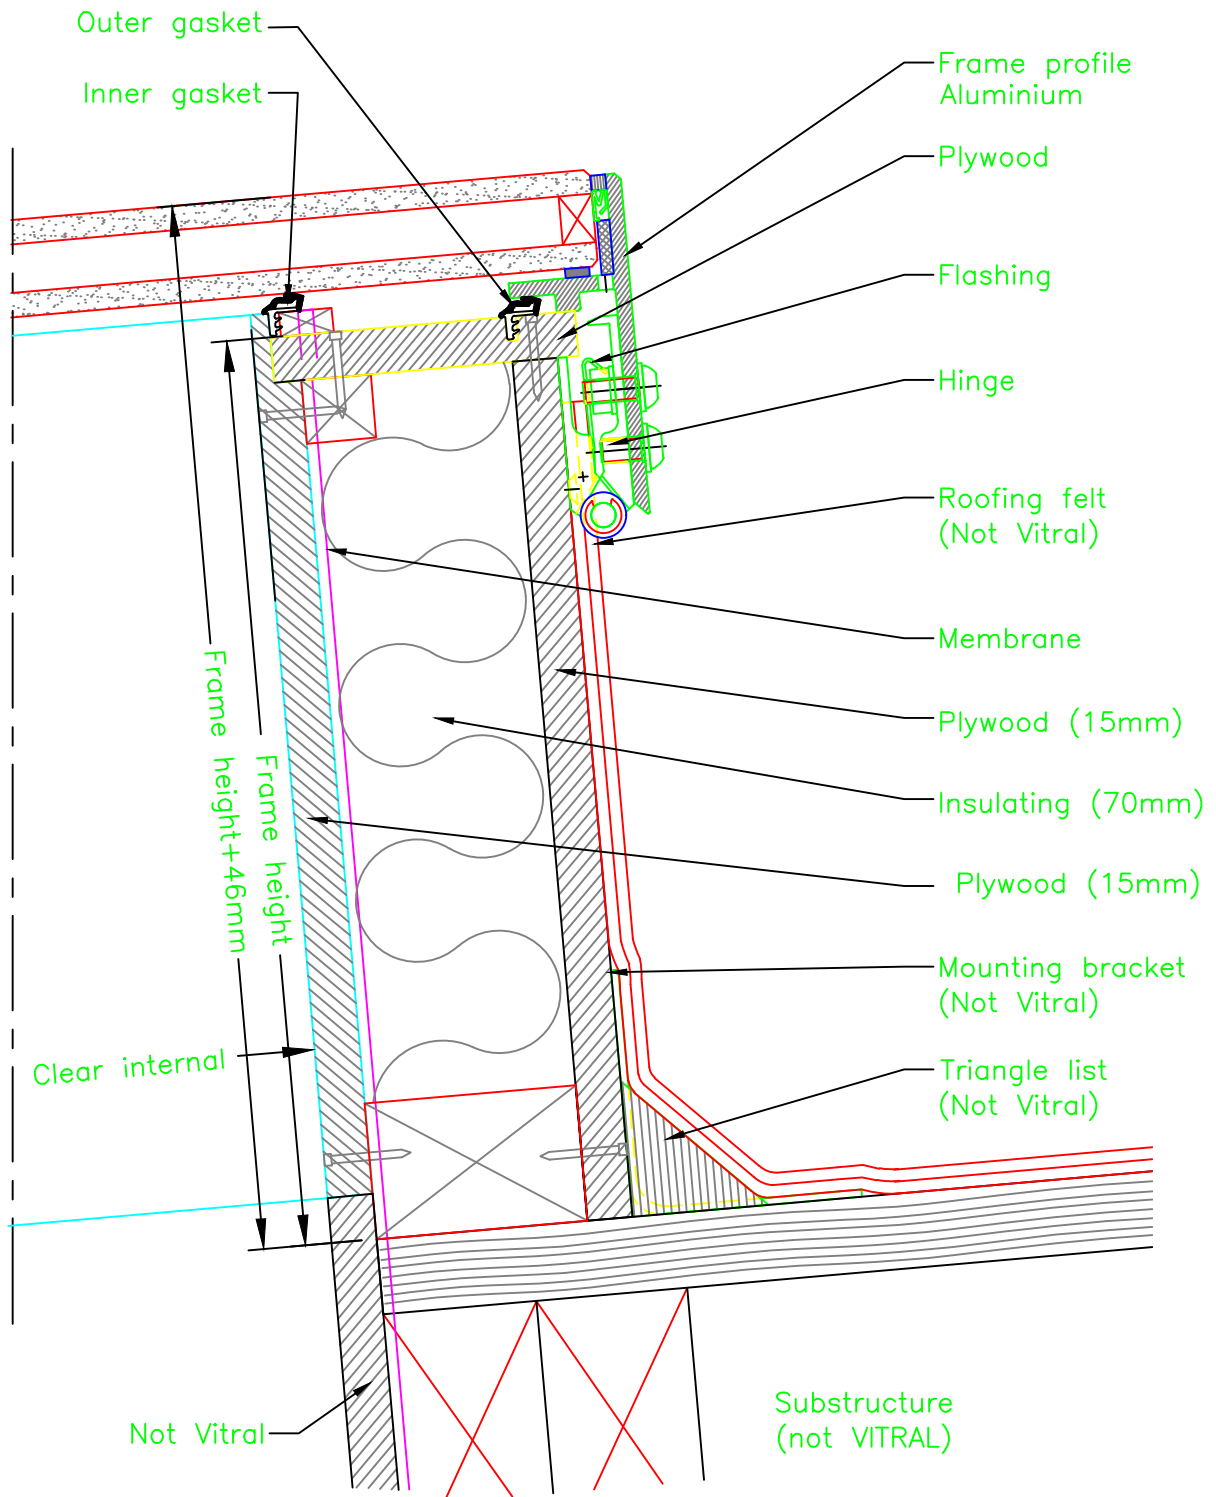 Outer gasket
Inner gasket
Frame profile
Aluminium
Plywood
Flashing
Hinge
Roofing felt
(Not Vitral)
Membrane
Plywood (15mm)
Insulating (70mm)
Plywood (15mm)
Mounting bracket
(Not Vitral)
Triangle list
(Not Vitral)
Frame height+46mm
Frame height
Clear internal
Not Vitral
Substructure
(not VITRAL)